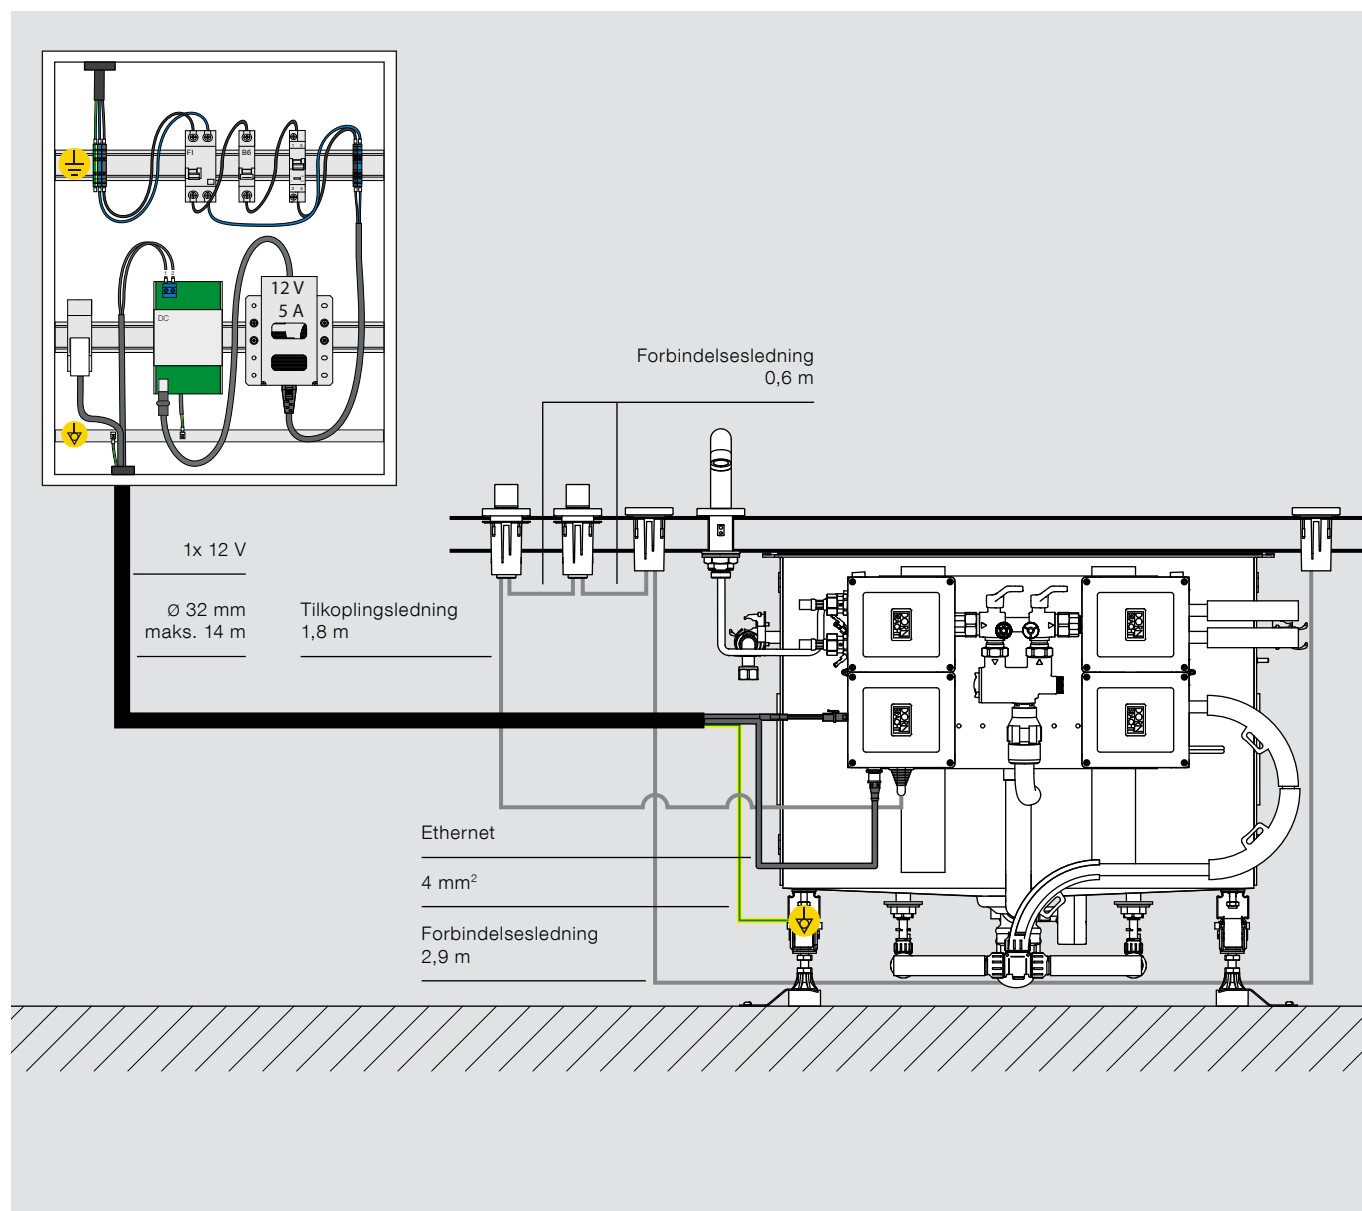 FI
B6
12 V
5 A
DC
Forbindelsesledning
0,6 m
1x 12 V
Ø 32 mm
maks. 14 m
Tilkoplingsledning
1,8 m
Ethernet
4 mm²
Forbindelsesledning
2,9 m